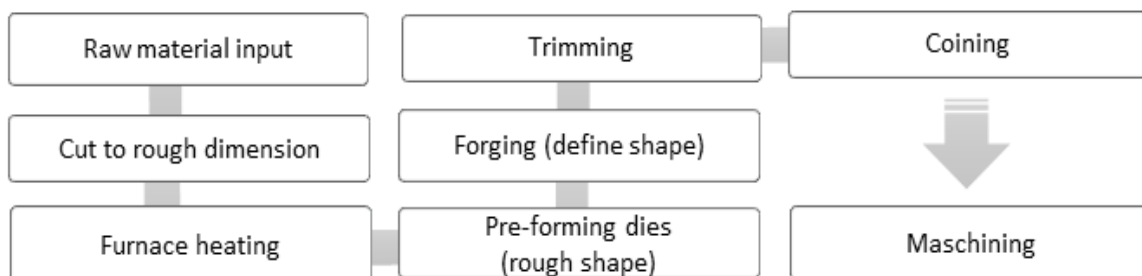 Raw material input
Cut to rough dimension
Furnace heating
Pre-forming dies
(rough shape)
Forging (define shape)
Trimming
Coining
Maschining